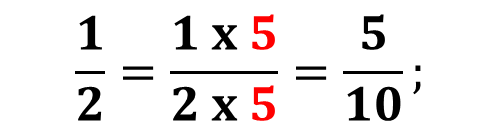 1/2 = 1 x 5/2 x 5 = 5/10;